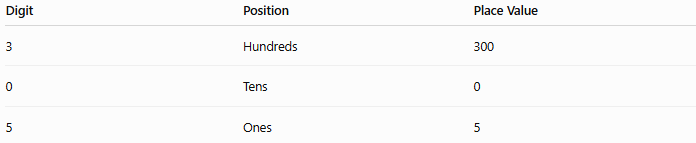 Digit Position Place Value
3 Hundreds 300
0 Tens 0
5 Ones 5